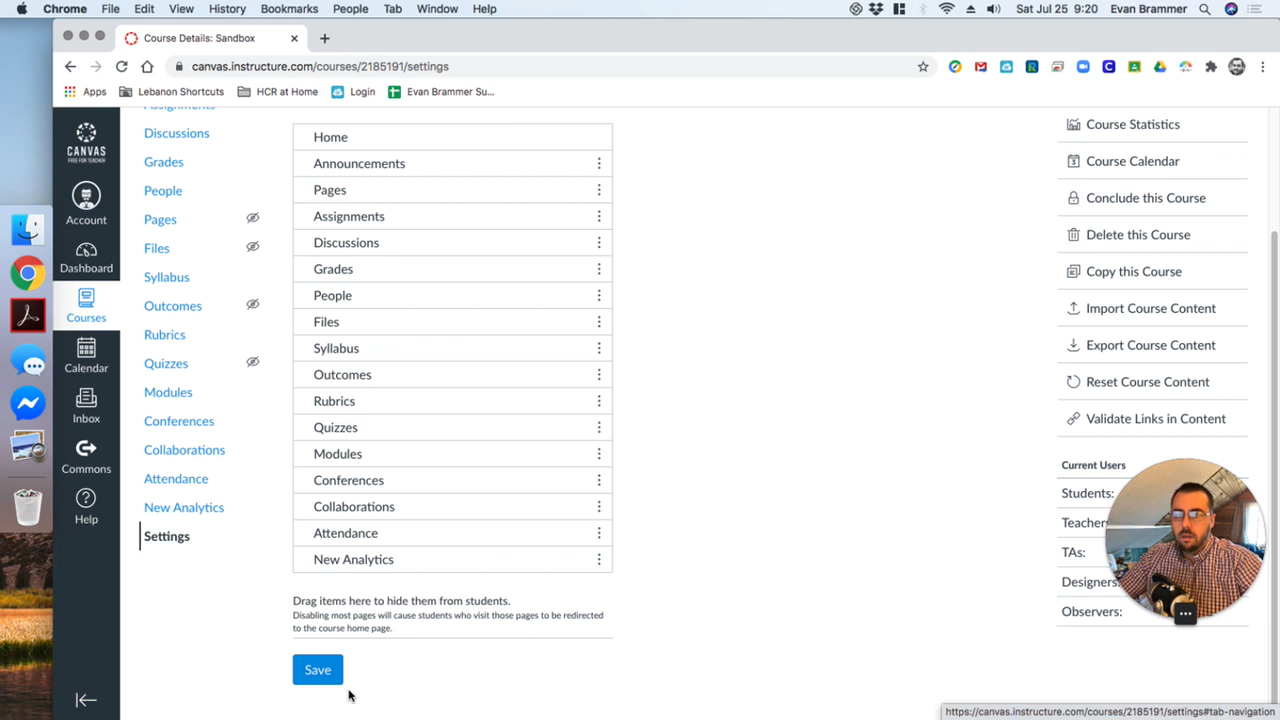 Chrome File Edit View History Bookmarks People Tab Window Help Sat Jul 25 9:20 Evan Brammer
Course Details: Sandbox
canvas.instructure.com/courses/2185191/settings
Apps Lebanon Shortcuts HCR at Home Login Evan Brammer Su...
CANVAS
FREE FOR TEACHER
Account
Dashboard
Courses
Calendar
Inbox
Commons
Help
Assignments
Discussions
Grades
People
Pages
Files
Syllabus
Outcomes
Rubrics
Quizzes
Modules
Conferences
Collaborations
Attendance
New Analytics
Settings
Home
Announcements
Pages
Assignments
Discussions
Grades
People
Files
Syllabus
Outcomes
Rubrics
Quizzes
Modules
Conferences
Collaborations
Attendance
New Analytics
Drag items here to hide them from students.
Disabling most pages will cause students who visit those pages to be redirected
to the course home page.
Save
Course Statistics
Course Calendar
Conclude this Course
Delete this Course
Copy this Course
Import Course Content
Export Course Content
Reset Course Content
Validate Links in Content
Current Users
Students:
Teachers
TAs:
Designers:
Observers:
https://canvas.instructure.com/courses/2185191/settings#tab-navigation